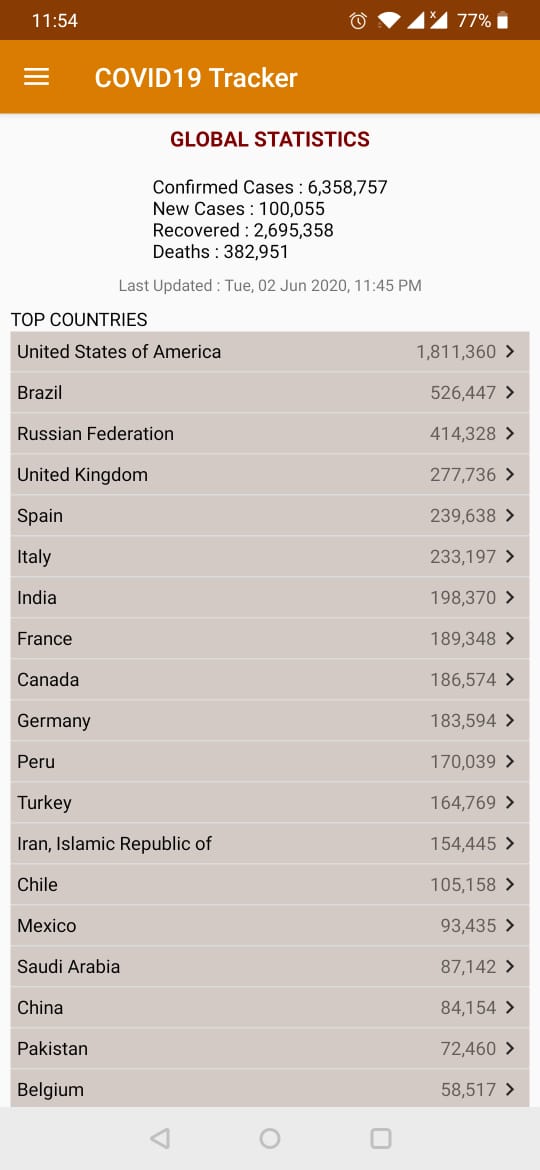 11:54
77%
COVID19 Tracker
GLOBAL STATISTICS
Confirmed Cases : 6,358,757
New Cases : 100,055
Recovered : 2,695,358
Deaths : 382,951
Last Updated : Tue, 02 Jun 2020, 11:45 PM
TOP COUNTRIES
United States of America 1,811,360
Brazil 526,447
Russian Federation 414,328
United Kingdom 277,736
Spain 239,638
Italy 233,197
India 198,370
France 189,348
Canada 186,574
Germany 183,594
Peru 170,039
Turkey 164,769
Iran, Islamic Republic of 154,445
Chile 105,158
Mexico 93,435
Saudi Arabia 87,142
China 84,154
Pakistan 72,460
Belgium 58,517